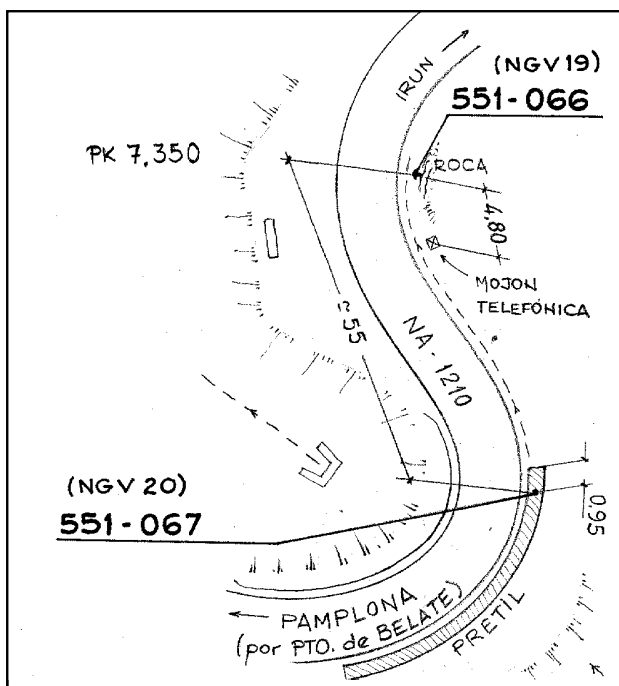 IRUN
(NGV19)
551-066
PK 7,350
ROCA
4,80
MOJON
TELEFÓNICA
≈55
NA-1210
(NGV 20)
551-067
0,95
PAMPLONA
(por PTO. de BELATE)
PRETIL